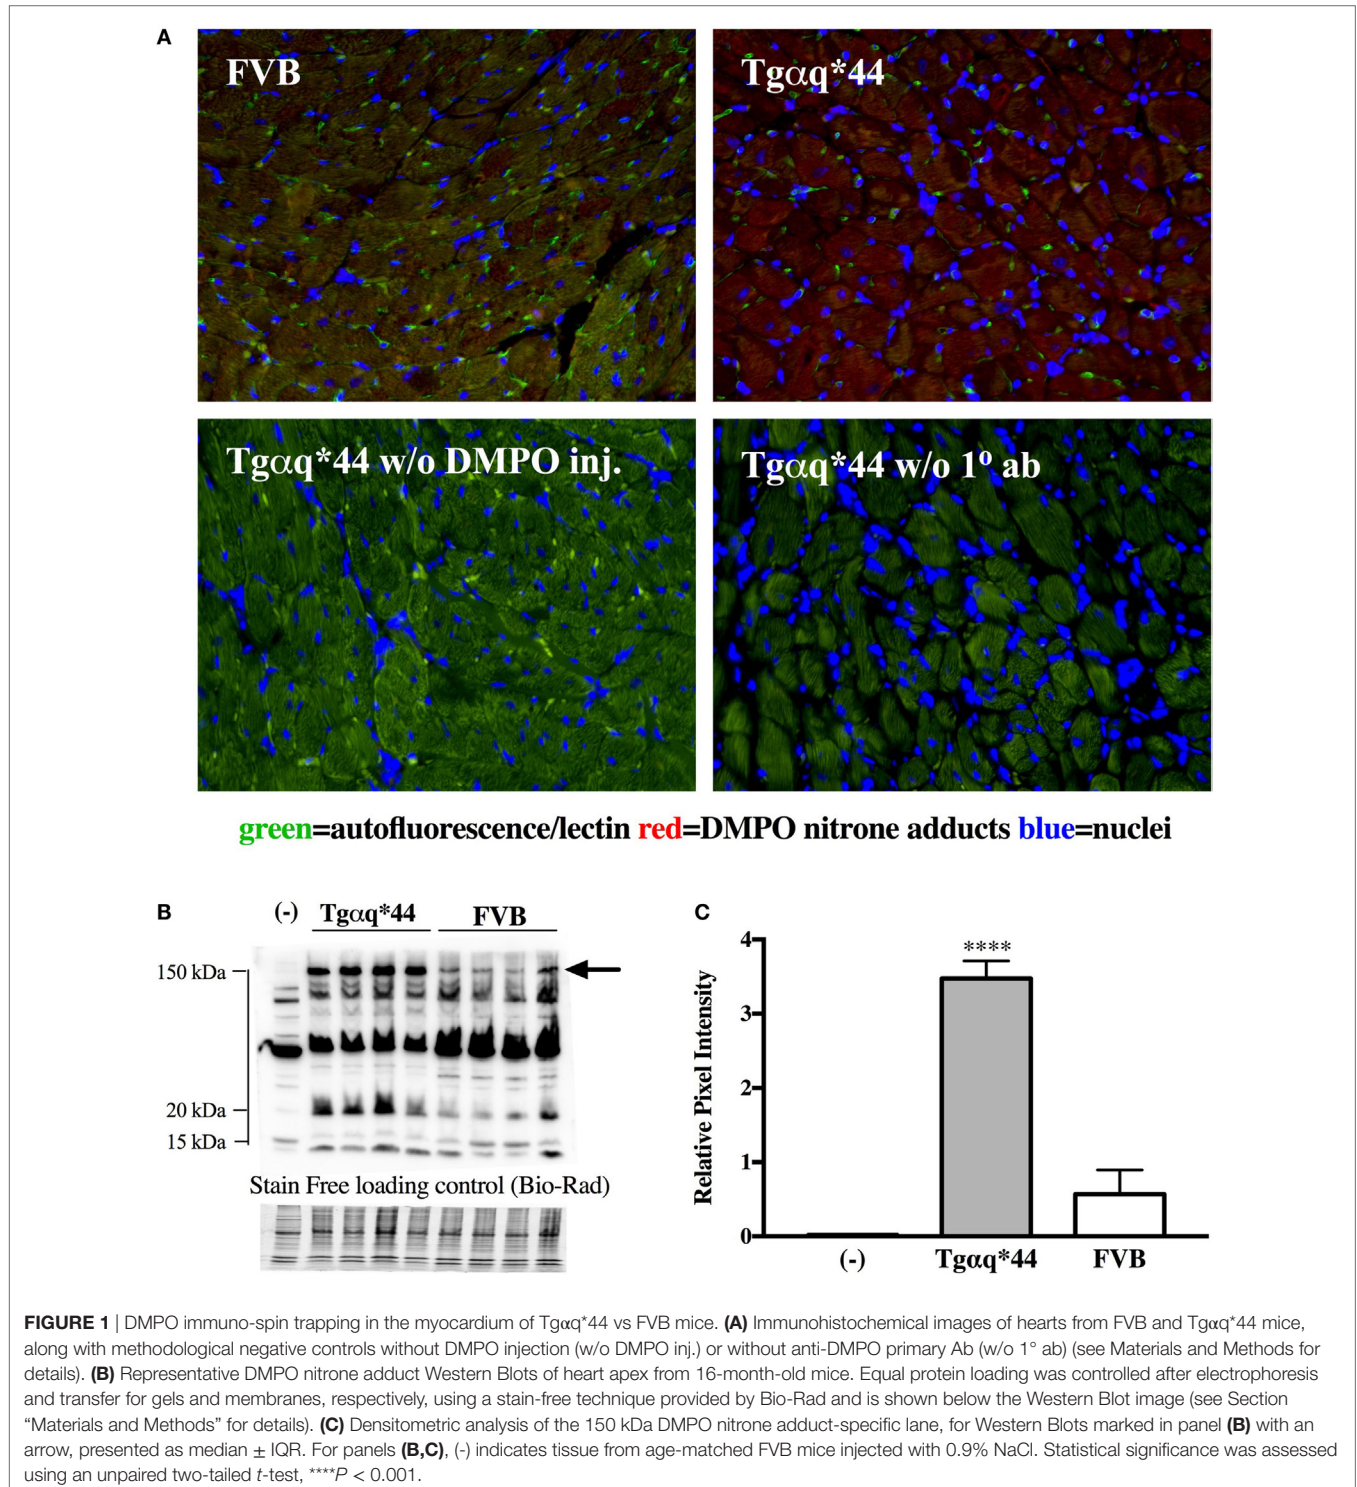 A
FVB
Tgαq*44
Tgαq*44 w/o DMPO inj.
Tgαq*44 w/o 1º ab
green=autofluorescence/lectin red=DMPO nitrone adducts blue=nuclei
B
(-) Tgαq*44 FVB
150 kDa
20 kDa
15 kDa
Stain Free loading control (Bio-Rad)
C
Relative Pixel Intensity
4
3
2
1
0
****
(-) Tgαq*44 FVB
FIGURE 1 | DMPO immuno-spin trapping in the myocardium of Tgαq*44 vs FVB mice. (A) Immunohistochemical images of hearts from FVB and Tgαq*44 mice,
along with methodological negative controls without DMPO injection (w/o DMPO inj.) or without anti-DMPO primary Ab (w/o 1° ab) (see Materials and Methods for
details). (B) Representative DMPO nitrone adduct Western Blots of heart apex from 16-month-old mice. Equal protein loading was controlled after electrophoresis
and transfer for gels and membranes, respectively, using a stain-free technique provided by Bio-Rad and is shown below the Western Blot image (see Section
“Materials and Methods” for details). (C) Densitometric analysis of the 150 kDa DMPO nitrone adduct-specific lane, for Western Blots marked in panel (B) with an
arrow, presented as median ± IQR. For panels (B,C), (-) indicates tissue from age-matched FVB mice injected with 0.9% NaCl. Statistical significance was assessed
using an unpaired two-tailed t-test, ****P < 0.001.